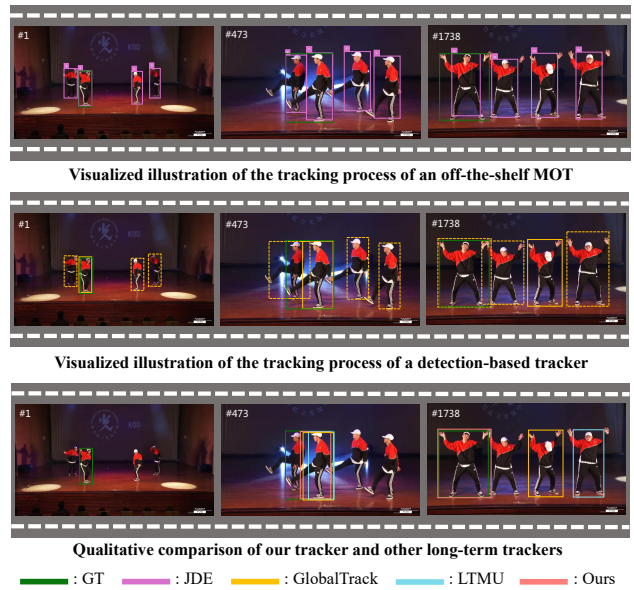 #1
#473
#1738
Visualized illustration of the tracking process of an off-the-shelf MOT
#1
#473
#1738
Visualized illustration of the tracking process of a detection-based tracker
#1
#473
#1738
Qualitative comparison of our tracker and other long-term trackers
: GT : JDE : GlobalTrack : LTMU : Ours